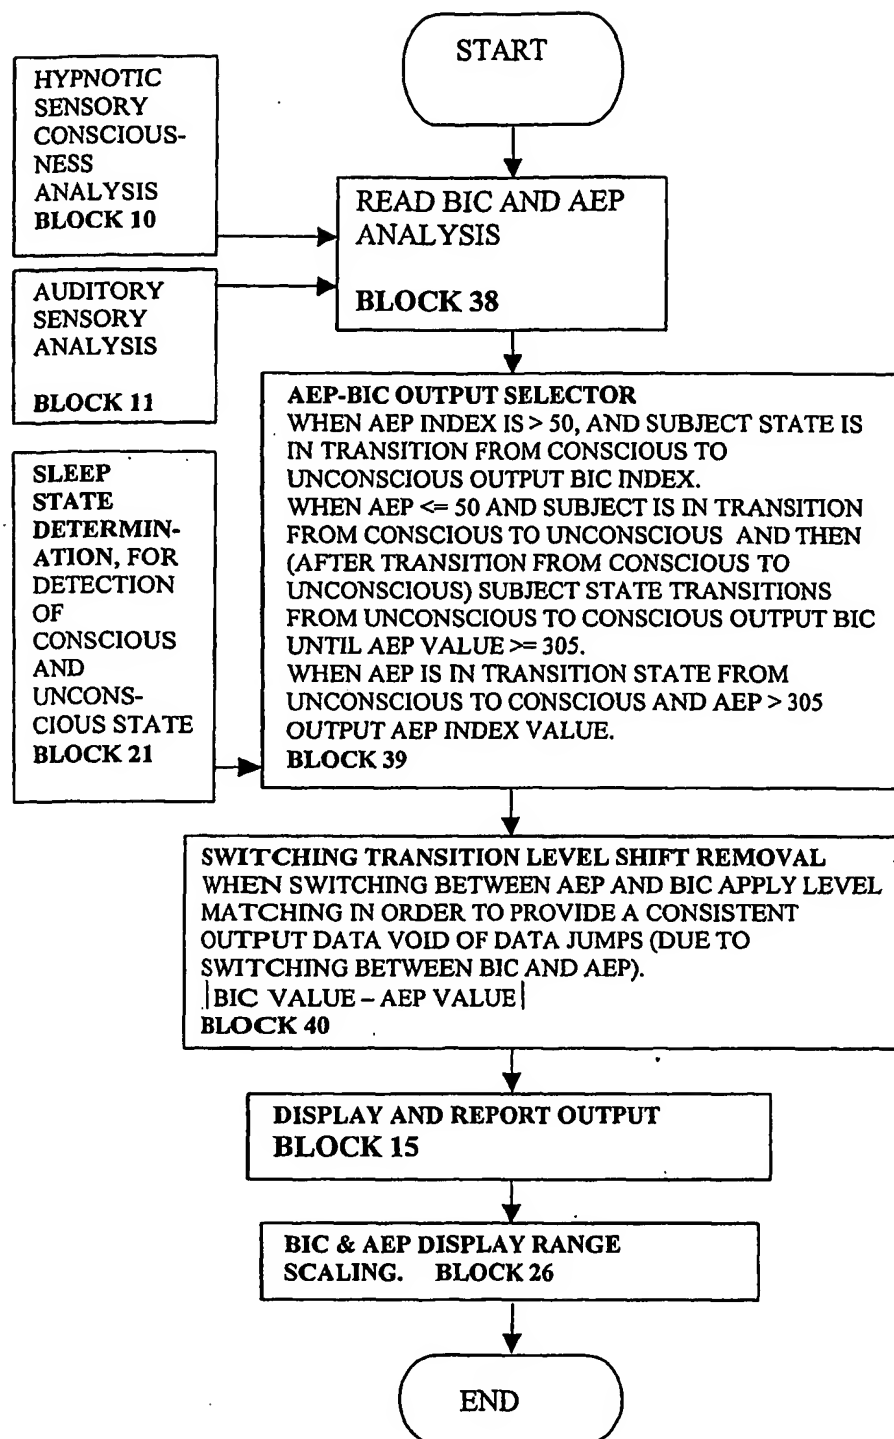 START
HYPNOTIC
SENSORY
CONSCIOUS-
NESS
ANALYSIS
BLOCK 10
READ BIC AND AEP
ANALYSIS
BLOCK 38
AUDITORY
SENSORY
ANALYSIS
BLOCK 11
AEP-BIC OUTPUT SELECTOR
WHEN AEP INDEX IS > 50, AND SUBJECT STATE IS
IN TRANSITION FROM CONSCIOUS TO
UNCONSCIOUS OUTPUT BIC INDEX.
WHEN AEP <= 50 AND SUBJECT IS IN TRANSITION
FROM CONSCIOUS TO UNCONSCIOUS AND THEN
(AFTER TRANSITION FROM CONSCIOUS TO
UNCONSCIOUS) SUBJECT STATE TRANSITIONS
FROM UNCONSCIOUS TO CONSCIOUS OUTPUT BIC
UNTIL AEP VALUE >= 305.
WHEN AEP IS IN TRANSITION STATE FROM
UNCONSCIOUS TO CONSCIOUS AND AEP > 305
OUTPUT AEP INDEX VALUE.
BLOCK 39
SLEEP
STATE
DETERMIN-
ATION, FOR
DETECTION
OF
CONSCIOUS
AND
UNCONS-
CIOUS STATE
BLOCK 21
SWITCHING TRANSITION LEVEL SHIFT REMOVAL
WHEN SWITCHING BETWEEN AEP AND BIC APPLY LEVEL
MATCHING IN ORDER TO PROVIDE A CONSISTENT
OUTPUT DATA VOID OF DATA JUMPS (DUE TO
SWITCHING BETWEEN BIC AND AEP).
|BIC VALUE – AEP VALUE|
BLOCK 40
DISPLAY AND REPORT OUTPUT
BLOCK 15
BIC & AEP DISPLAY RANGE
SCALING. BLOCK 26
END